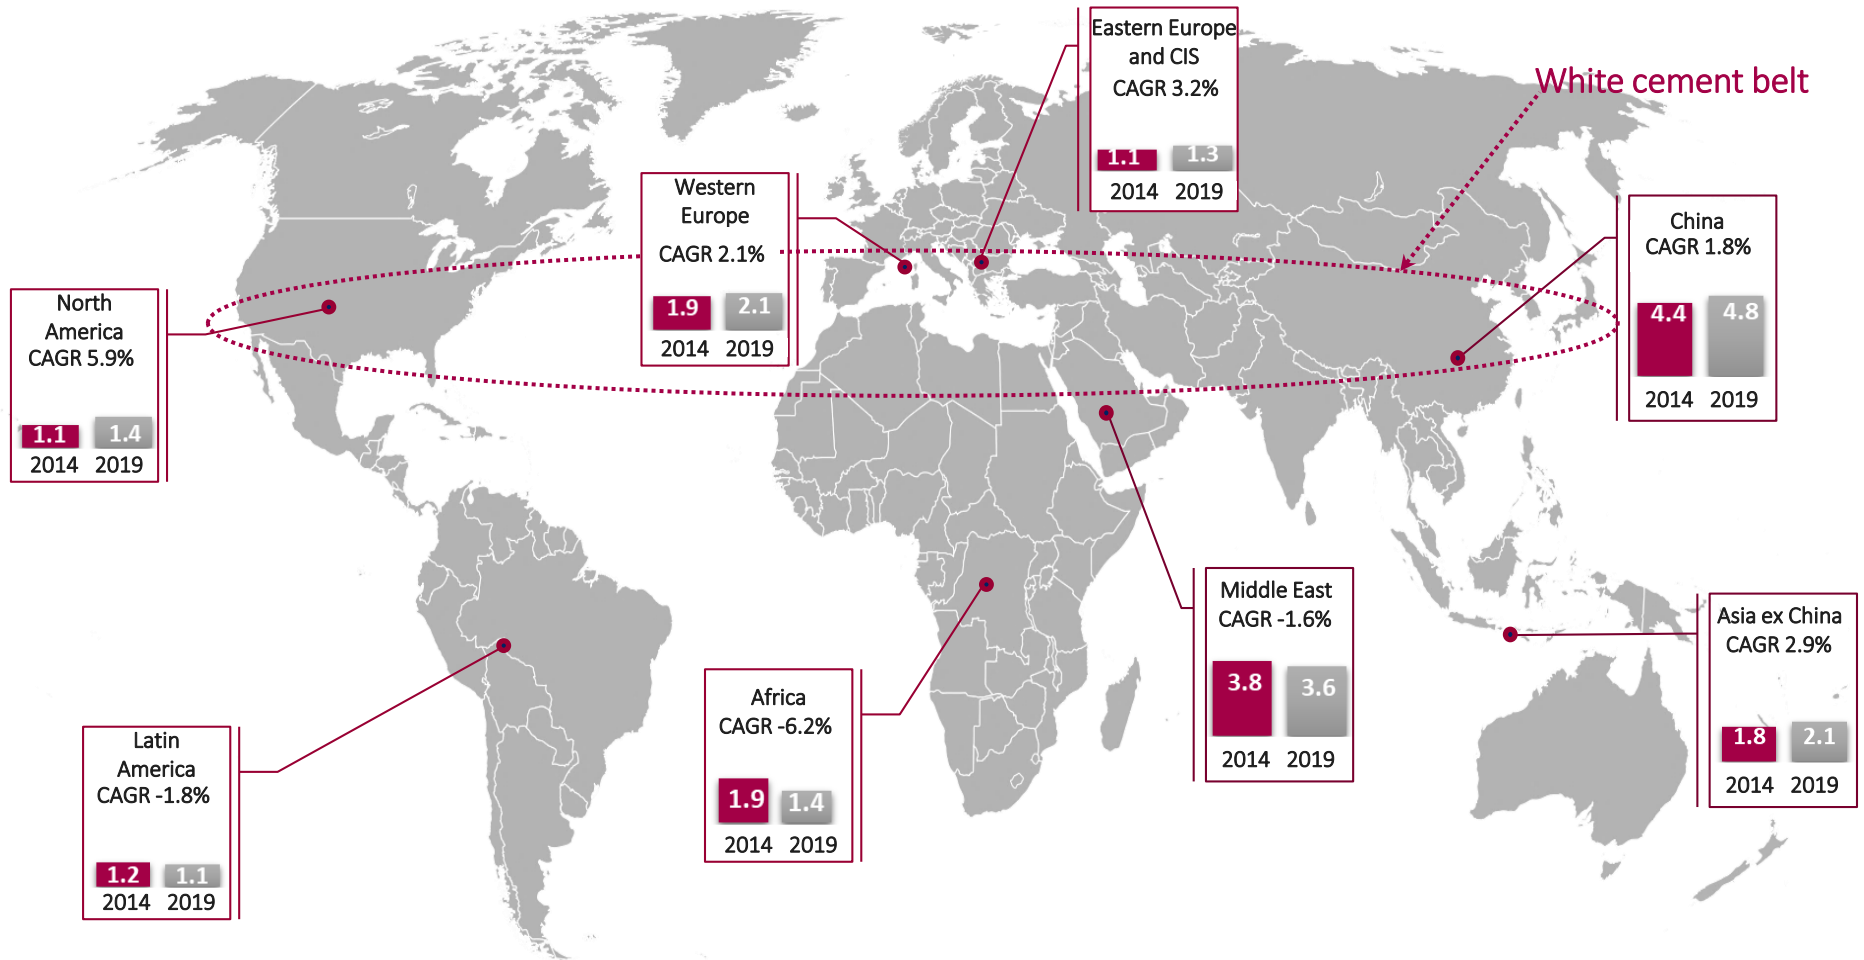 Eastern Europe
and CIS
CAGR 3.2%
1.1 1.3
2014 2019
White cement belt
Western
Europe
CAGR 2.1%
1.9 2.1
2014 2019
China
CAGR 1.8%
4.4 4.8
2014 2019
North
America
CAGR 5.9%
1.1 1.4
2014 2019
Middle East
CAGR -1.6%
3.8 3.6
2014 2019
Asia ex China
CAGR 2.9%
1.8 2.1
2014 2019
Africa
CAGR -6.2%
1.9 1.4
2014 2019
Latin
America
CAGR -1.8%
1.2 1.1
2014 2019